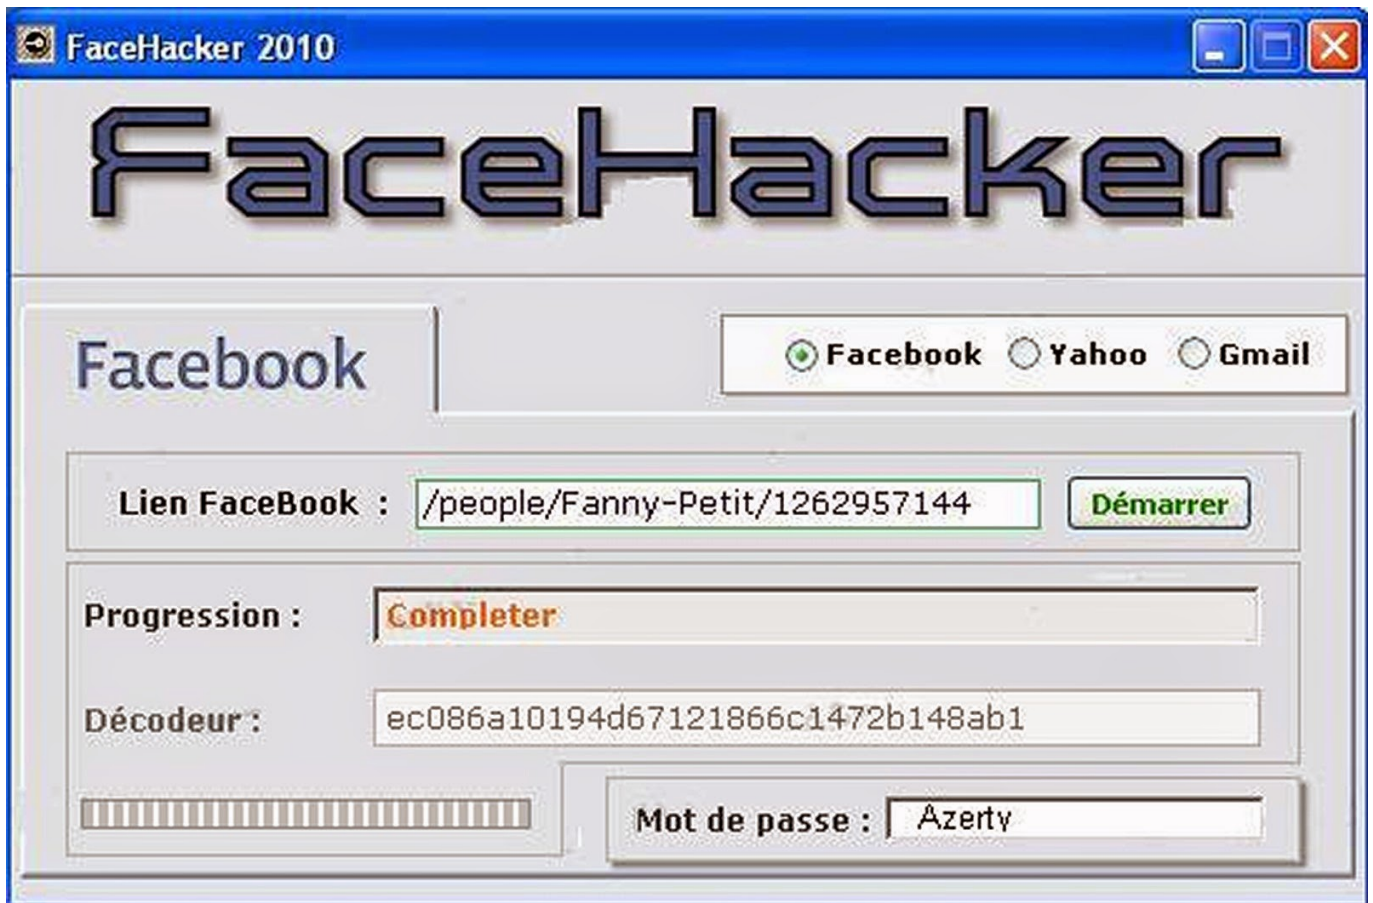 FaceHacker 2010
FaceHacker
Facebook
Facebook Yahoo Gmail
Lien FaceBook : /people/Fanny-Petit/1262957144 Démarrer
Progression : Completer
Décodeur : ec086a10194d67121866c1472b148ab1
Mot de passe : Azerty